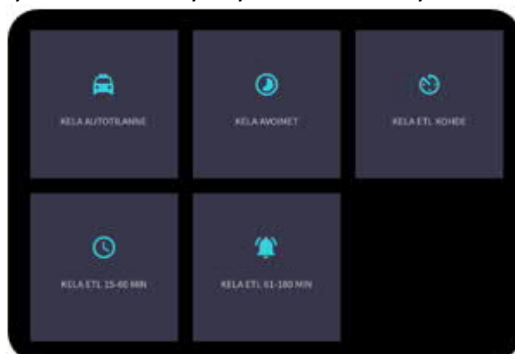 KELA AUTOTILANNE
KELA AVOIMET
KELA ETL KOHDE
KELA ETL 15-60 MIN
KELA ETL 61-180 MIN